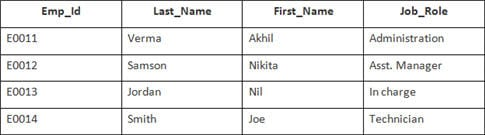 Emp_Id Last_Name First_Name Job_Role
E0011 Verma Akhil Administration
E0012 Samson Nikita Asst. Manager
E0013 Jordan Nil In charge
E0014 Smith Joe Technician